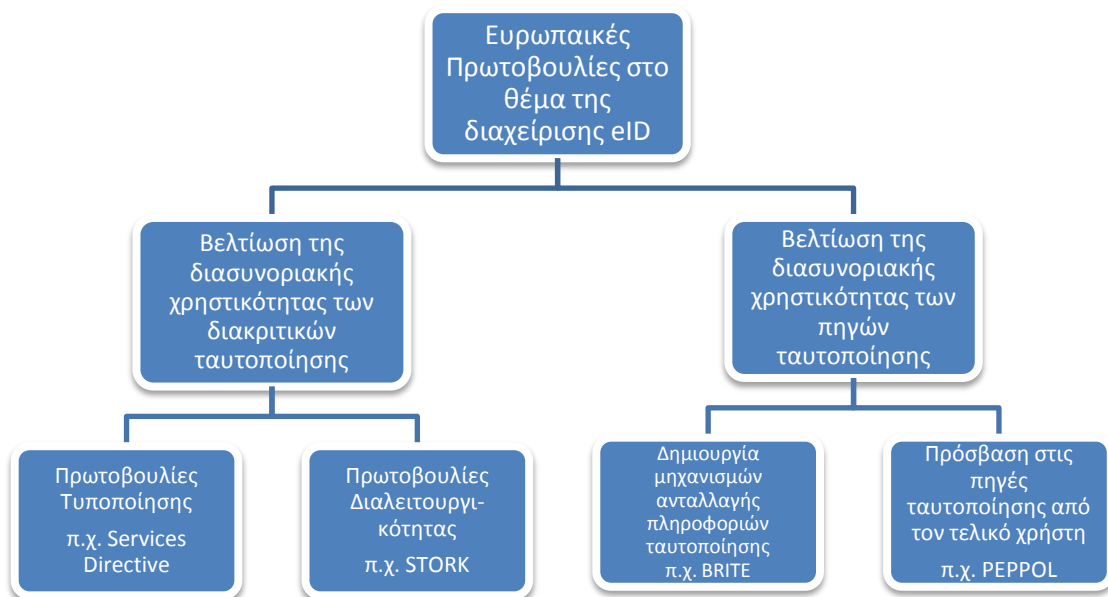 Ευρωπαικές
Πρωτοβουλίες στο
θέμα της
διαχείρισης eID
Βελτίωση της
διασυνοριακής
χρηστικότητας των
διακριτικών
ταυτοποίησης
Βελτίωση της
διασυνοριακής
χρηστικότητας των
πηγών
ταυτοποίησης
Πρωτοβουλίες
Τυποποίησης
π.χ. Services
Directive
Πρωτοβουλίες
Διαλειτουργι-
κότητας
π.χ. STORK
Δημιουργία
μηχανισμών
ανταλλαγής
πληροφοριών
ταυτοποίησης
π.χ. BRITE
Πρόσβαση στις
πηγές
ταυτοποίησης από
τον τελικό χρήστη
π.χ. PEPPOL